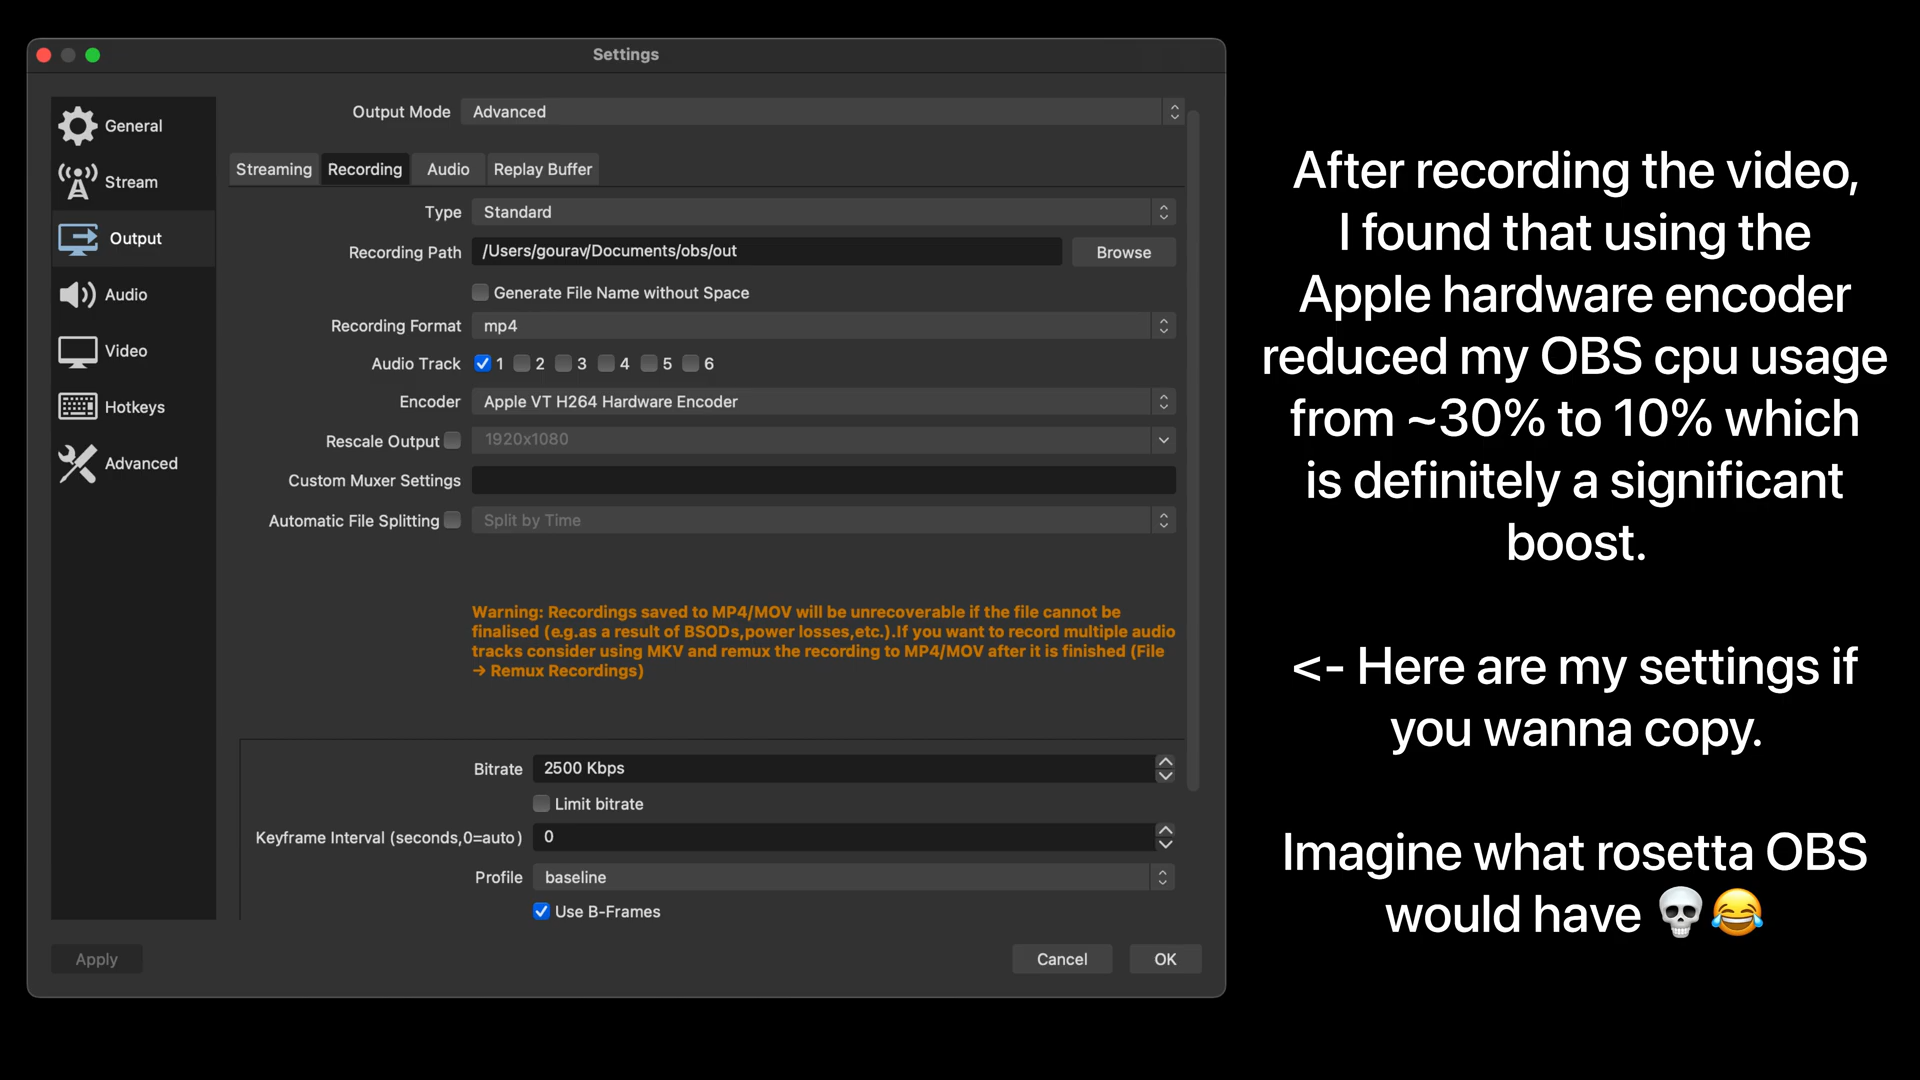 Settings
General
Stream
Output
Audio
Video
Hotkeys
Advanced
Output Mode Advanced
Streaming Recording Audio Replay Buffer
Type Standard
Recording Path /Users/gourav/Documents/obs/out Browse
Generate File Name without Space
Recording Format mp4
Audio Track 1 2 3 4 5 6
Encoder Apple VT H264 Hardware Encoder
Rescale Output 1920x1080
Custom Muxer Settings
Automatic File Splitting Split by Time
Warning: Recordings saved to MP4/MOV will be unrecoverable if the file cannot be
finalised (e.g.as a result of BSODs,power losses,etc.).If you want to record multiple audio
tracks consider using MKV and remux the recording to MP4/MOV after it is finished (File
→ Remux Recordings)
Bitrate 2500 Kbps
Limit bitrate
Keyframe Interval (seconds,0=auto) 0
Profile baseline
Use B-Frames
Apply Cancel OK
After recording the video,
I found that using the
Apple hardware encoder
reduced my OBS cpu usage
from ~30% to 10% which
is definitely a significant
boost.
<- Here are my settings if
you wanna copy.
Imagine what rosetta OBS
would have 💀😂